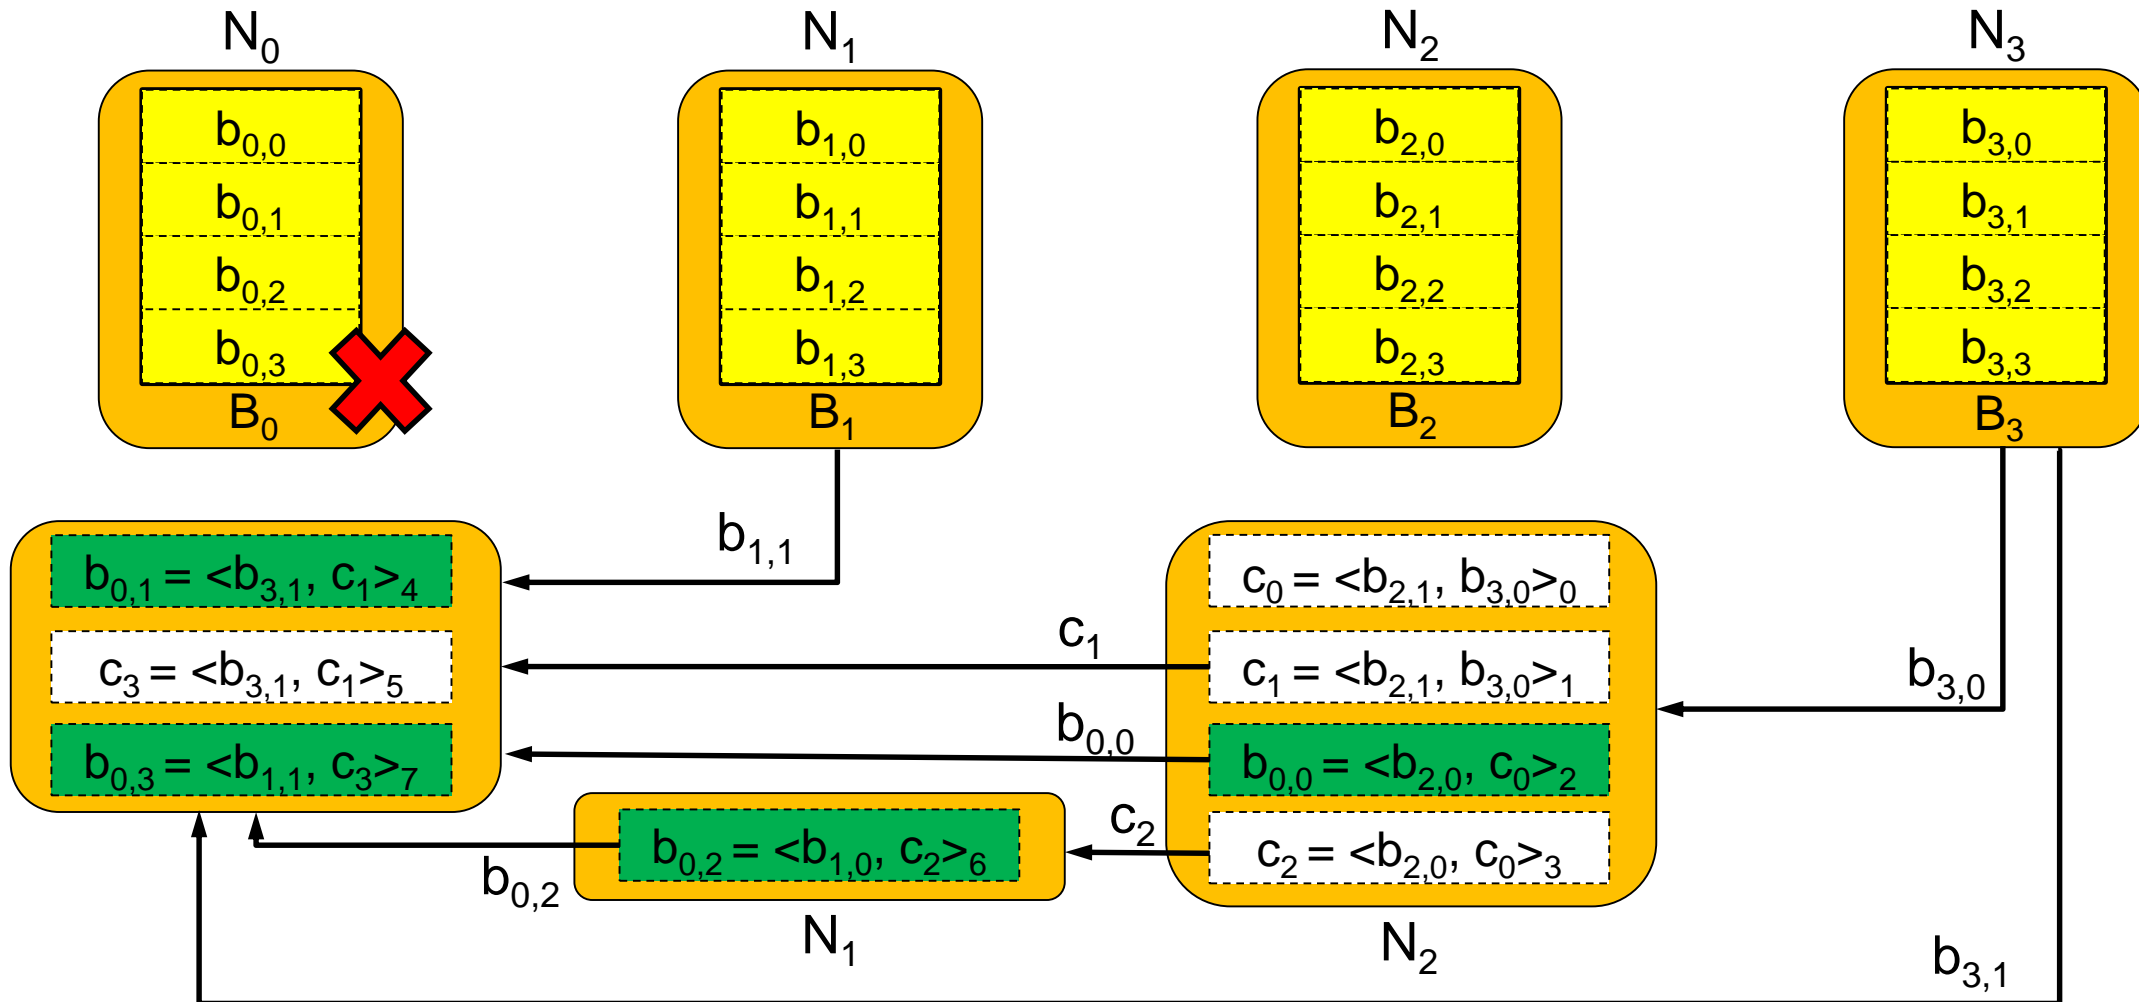 N₀ N₁ N₂ N₃
b₀,₀ b₁,₀ b₂,₀ b₃,₀
b₀,₁ b₁,₁ b₂,₁ b₃,₁
b₀,₂ b₁,₂ b₂,₂ b₃,₂
b₀,₃ b₁,₃ b₂,₃ b₃,₃
B₀ B₁ B₂ B₃
b₁,₁
b₀,₁ = <b₃,₁, c₁>₄
c₀ = <b₂,₁, b₃,₀>₀
c₁
c₃ = <b₃,₁, c₁>₅
c₁ = <b₂,₁, b₃,₀>₁
b₃,₀
b₀,₀
b₀,₃ = <b₁,₁, c₃>₇
b₀,₀ = <b₂,₀, c₀>₂
c₂
b₀,₂ = <b₁,₀, c₂>₆
c₂ = <b₂,₀, c₀>₃
b₀,₂
N₁ N₂
b₃,₁